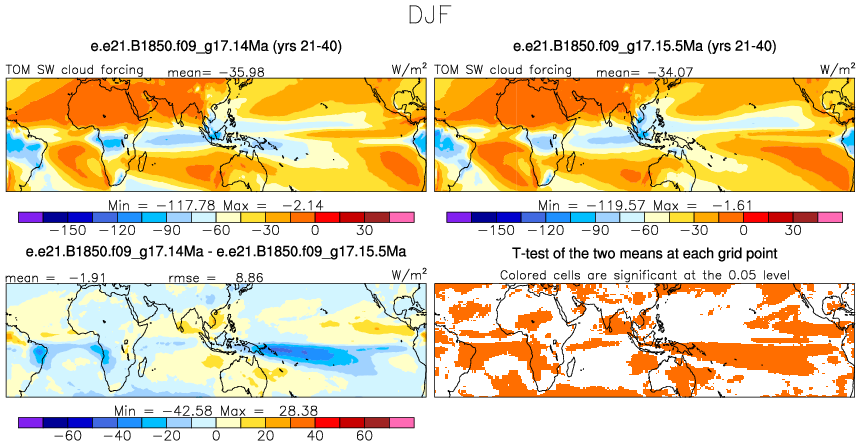 DJF
e.e21.B1850.f09_g17.14Ma (yrs 21-40)
TOM SW cloud forcing mean= -35.98 W/m²
Min = -117.78 Max = -2.14
-150 -120 -90 -60 -30 0 30
e.e21.B1850.f09_g17.15.5Ma (yrs 21-40)
TOM SW cloud forcing mean= -34.07 W/m²
Min = -119.57 Max = -1.61
-150 -120 -90 -60 -30 0 30
e.e21.B1850.f09_g17.14Ma - e.e21.B1850.f09_g17.15.5Ma
mean = -1.91 rmse = 8.86 W/m²
Min = -42.58 Max = 28.38
-60 -40 -20 0 20 40 60
T-test of the two means at each grid point
Colored cells are significant at the 0.05 level